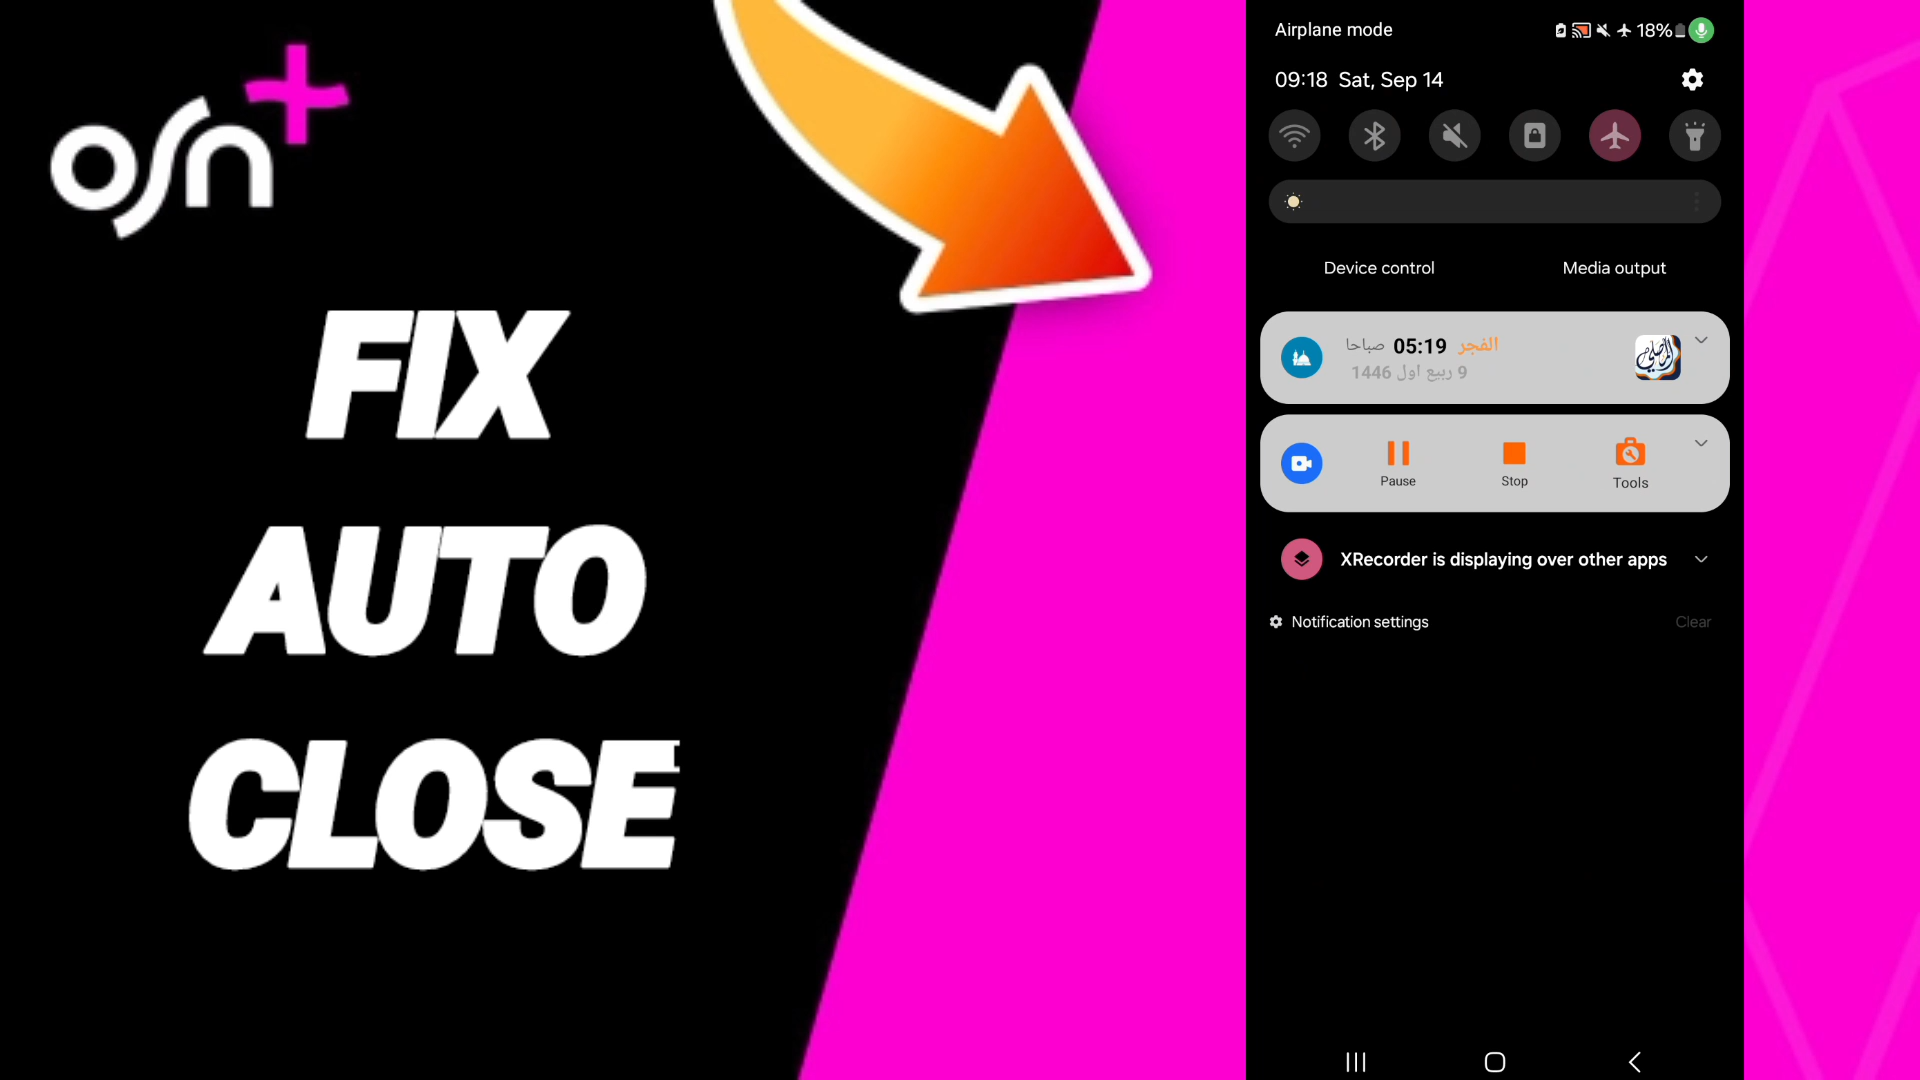 osn+
FIX
AUTO
CLOSE
Airplane mode
18%
09:18 Sat, Sep 14
Device control
Media output
الفجر 05:19 صباحا
9 ربيع اول 1446
المصلي
Pause
Stop
Tools
XRecorder is displaying over other apps
Notification settings
Clear